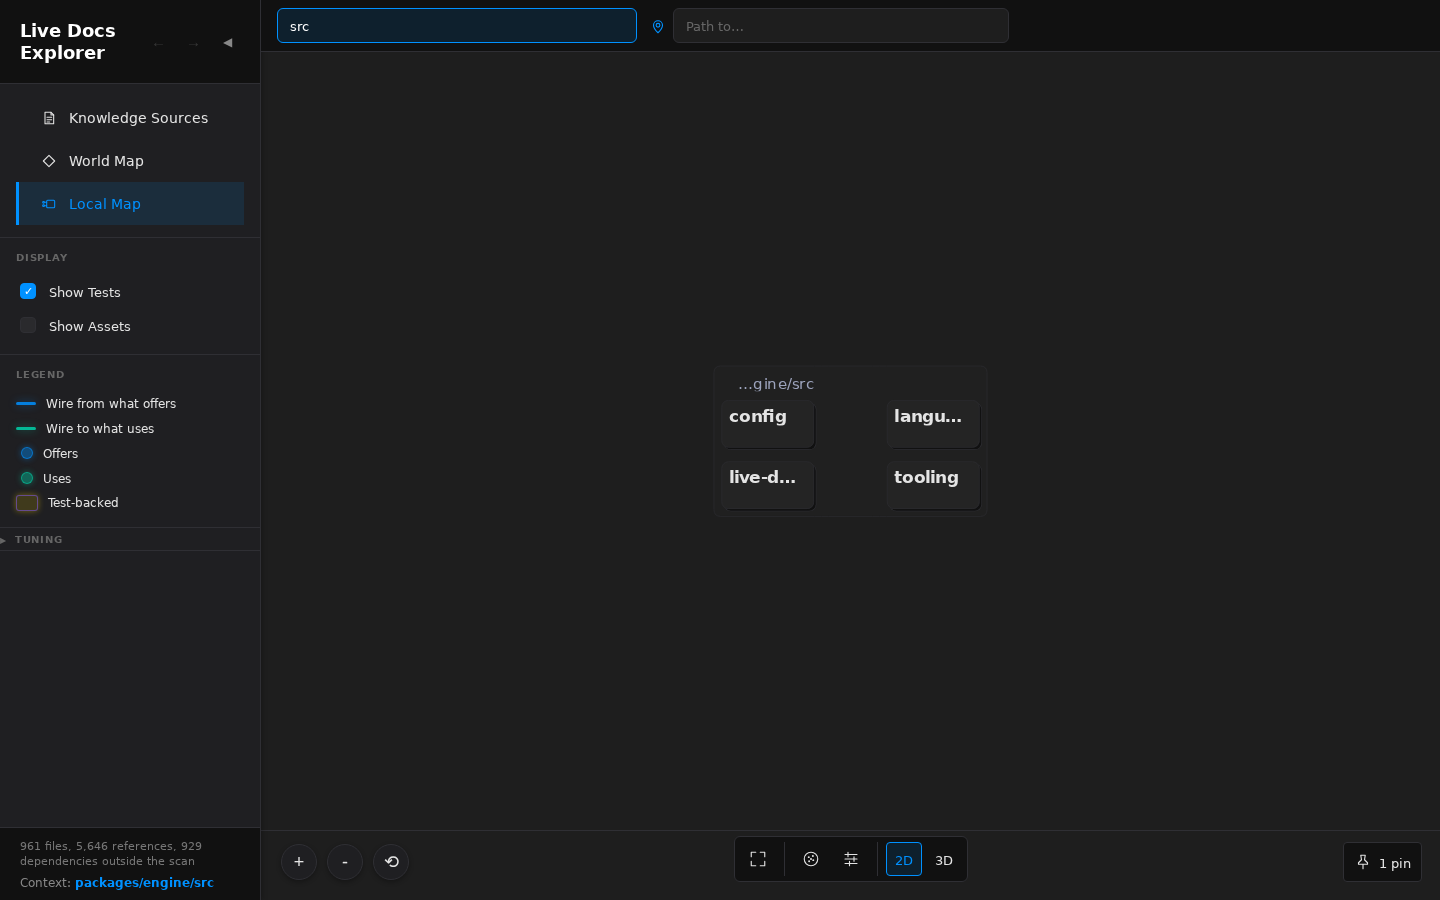 Live Docs
Explorer
src
Path to...
Knowledge Sources
World Map
Local Map
DISPLAY
Show Tests
Show Assets
LEGEND
Wire from what offers
Wire to what uses
Offers
Uses
Test-backed
TUNING
...gine/src
config
langu...
live-d...
tooling
961 files, 5,646 references, 929
dependencies outside the scan
Context: packages/engine/src
+
-
2D
3D
1 pin